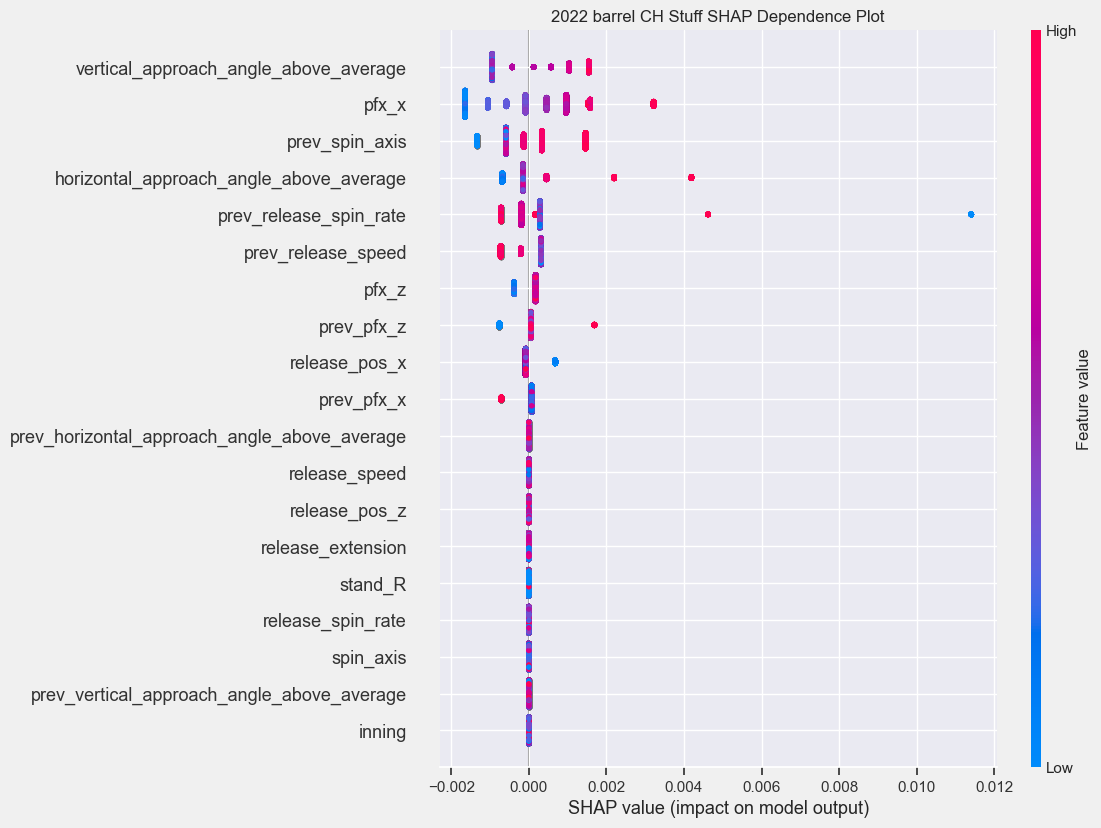 2022 barrel CH Stuff SHAP Dependence Plot
High
vertical_approach_angle_above_average
pfx_x
prev_spin_axis
horizontal_approach_angle_above_average
prev_release_spin_rate
prev_release_speed
pfx_z
prev_pfx_z
release_pos_x
prev_pfx_x
prev_horizontal_approach_angle_above_average
release_speed
release_pos_z
release_extension
stand_R
release_spin_rate
spin_axis
prev_vertical_approach_angle_above_average
inning
Feature value
Low
−0.002 0.000 0.002 0.004 0.006 0.008 0.010 0.012
SHAP value (impact on model output)